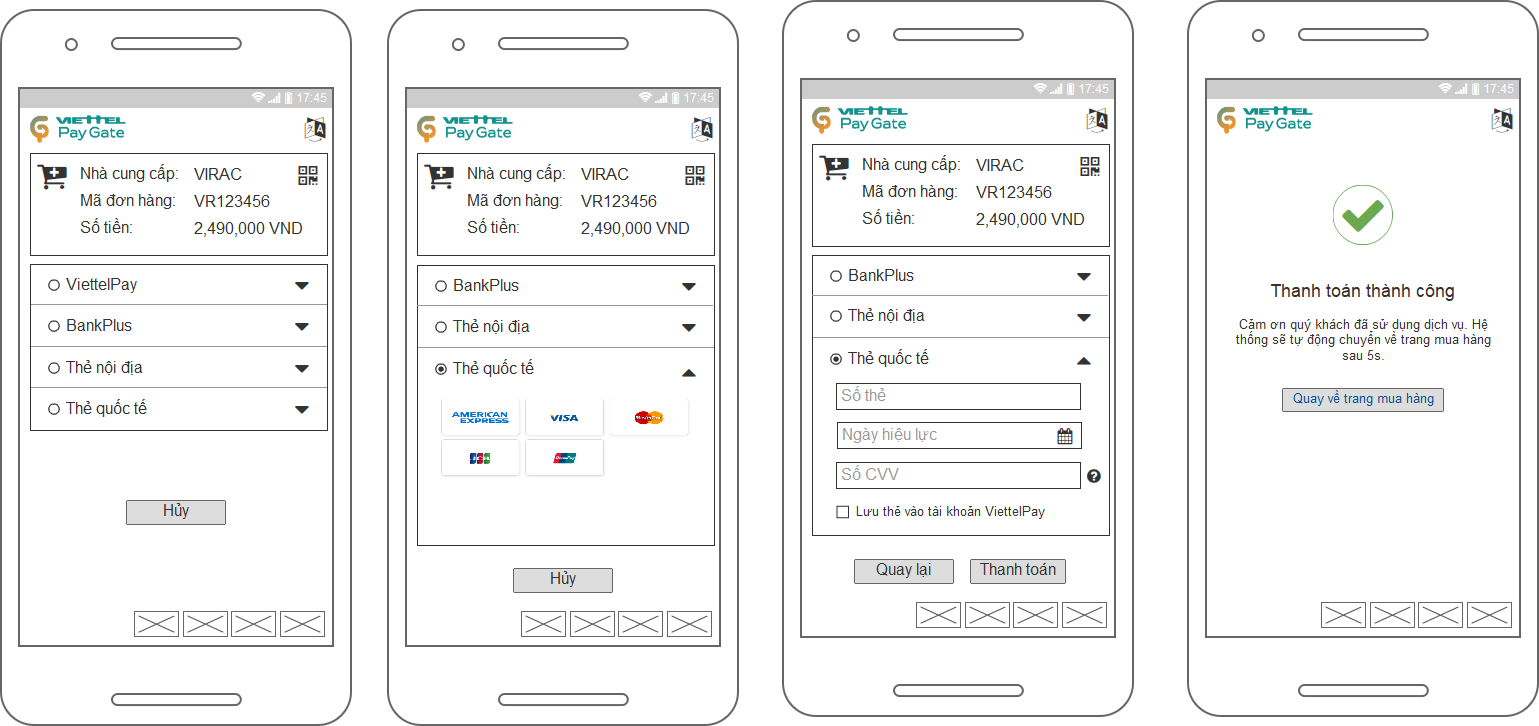 17:45
VIETTEL
Pay Gate
Nhà cung cấp: VIRAC
Mã đơn hàng: VR123456
Số tiền: 2,490,000 VND
ViettelPay
BankPlus
Thẻ nội địa
Thẻ quốc tế
Hủy
17:45
VIETTEL
Pay Gate
Nhà cung cấp: VIRAC
Mã đơn hàng: VR123456
Số tiền: 2,490,000 VND
BankPlus
Thẻ nội địa
Thẻ quốc tế
AMERICAN
EXPRESS
VISA
JCB
Hủy
17:45
VIETTEL
Pay Gate
Nhà cung cấp: VIRAC
Mã đơn hàng: VR123456
Số tiền: 2,490,000 VND
BankPlus
Thẻ nội địa
Thẻ quốc tế
Số thẻ
Ngày hiệu lực
Số CVV
Lưu thẻ vào tài khoản ViettelPay
Quay lại
Thanh toán
17:45
VIETTEL
Pay Gate
Thanh toán thành công
Cảm ơn quý khách đã sử dụng dịch vụ. Hệ
thống sẽ tự động chuyển về trang mua hàng
sau 5s.
Quay về trang mua hàng